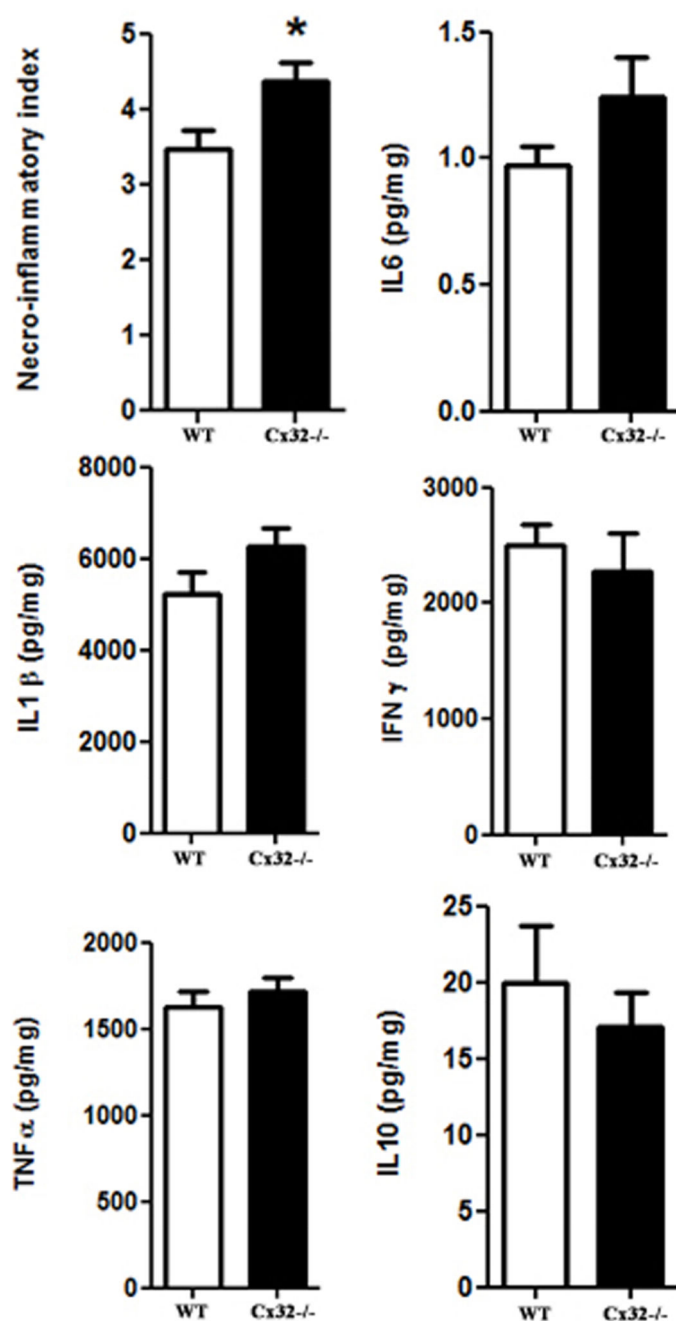 Necro-inflammatory index
5
4
3
2
1
0
*
WT
Cx32-/-
IL6 (pg/mg)
1.5
1.0
0.5
0.0
WT
Cx32-/-
IL1 β (pg/mg)
8000
6000
4000
2000
0
WT
Cx32-/-
IFN γ (pg/mg)
3000
2000
1000
0
WT
Cx32-/-
TNFα (pg/mg)
2000
1500
1000
500
0
WT
Cx32-/-
IL10 (pg/mg)
25
20
15
10
5
0
WT
Cx32-/-